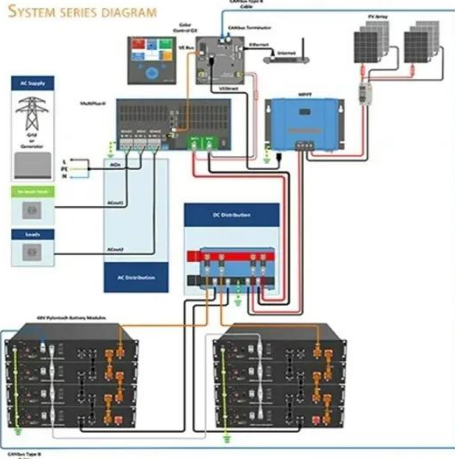 SYSTEM SERIES DIAGRAM
CANbus Type B
Cable
Color
Control GX
CANbus Terminator
VE Bus
Ethernet
Internet
PV Array
AC Supply
Grid
or
Generator
MultiPlus-II
VE.Direct
MPPT
L
PE
N
ACin
ACout1
Loads
ACout2
AC Distribution
DC Distribution
48V Pylontech Battery Modules
CANbus Type B